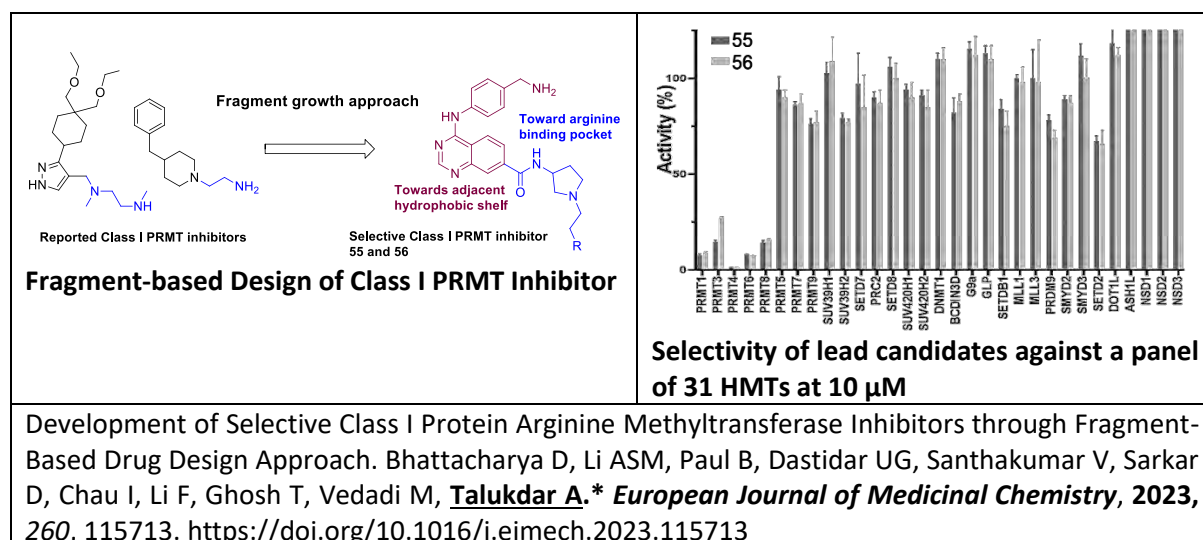 Fragment growth approach
Reported Class I PRMT inhibitors
O
O
N
HN
N
NH
N
NH2
NH2
HN
N
N
Toward arginine
binding pocket
H
N
O
N
R
Towards adjacent
hydrophobic shelf
Selective Class I PRMT inhibitor
55 and 56
Fragment-based Design of Class I PRMT Inhibitor
55
56
Activity (%)
100
50
0
PRMT1
PRMT3
PRMT4
PRMT6
PRMT8
PRMT5
PRMT7
PRMT9
SUV39H1
SUV39H2
SETD7
PRC2
SETD8
SUV420H1
SUV420H2
DNMT1
BCDIN3D
G9a
GLP
SETDB1
MLL1
MLL3
PRDM9
SMYD2
SMYD3
SETD2
DOT1L
ASH1L
NSD1
NSD2
NSD3
Selectivity of lead candidates against a panel
of 31 HMTs at 10 µM
Development of Selective Class I Protein Arginine Methyltransferase Inhibitors through Fragment-
Based Drug Design Approach. Bhattacharya D, Li ASM, Paul B, Dastidar UG, Santhakumar V, Sarkar
D, Chau I, Li F, Ghosh T, Vedadi M, Talukdar A.* European Journal of Medicinal Chemistry, 2023,
260, 115713. https://doi.org/10.1016/j.ejmech.2023.115713